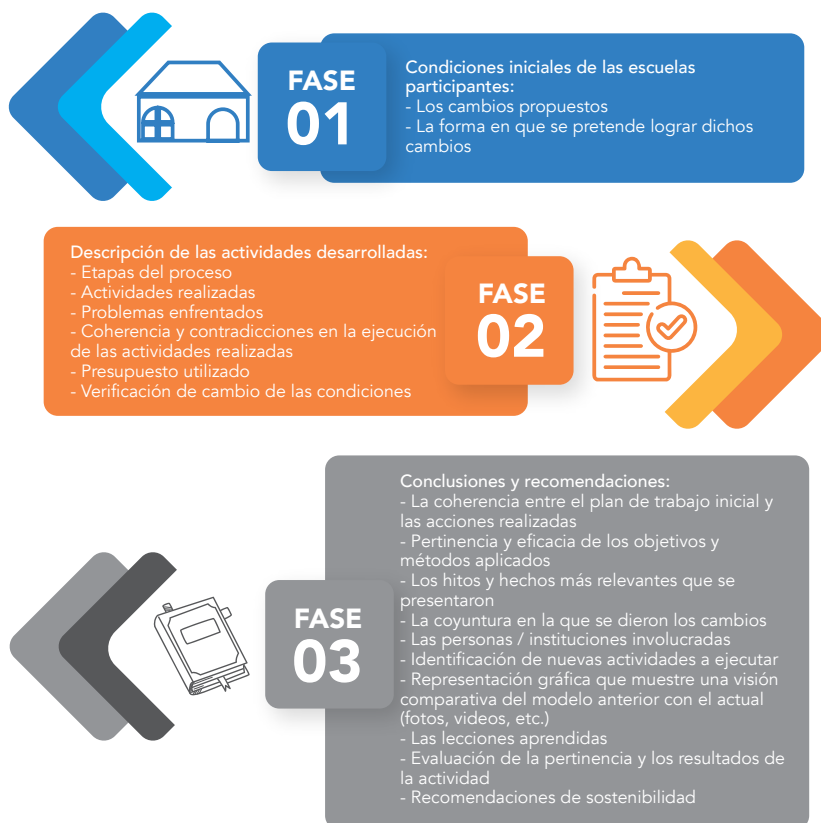 FASE
01
Condiciones iniciales de las escuelas
participantes:
- Los cambios propuestos
- La forma en que se pretende lograr dichos
cambios
Descripción de las actividades desarrolladas:
- Etapas del proceso
- Actividades realizadas
- Problemas enfrentados
- Coherencia y contradicciones en la ejecución
de las actividades realizadas
- Presupuesto utilizado
- Verificación de cambio de las condiciones
FASE
02
FASE
03
Conclusiones y recomendaciones:
- La coherencia entre el plan de trabajo inicial y
las acciones realizadas
- Pertinencia y eficacia de los objetivos y
métodos aplicados
- Los hitos y hechos más relevantes que se
presentaron
- La coyuntura en la que se dieron los cambios
- Las personas / instituciones involucradas
- Identificación de nuevas actividades a ejecutar
- Representación gráfica que muestre una visión
comparativa del modelo anterior con el actual
(fotos, videos, etc.)
- Las lecciones aprendidas
- Evaluación de la pertinencia y los resultados de
la actividad
- Recomendaciones de sostenibilidad